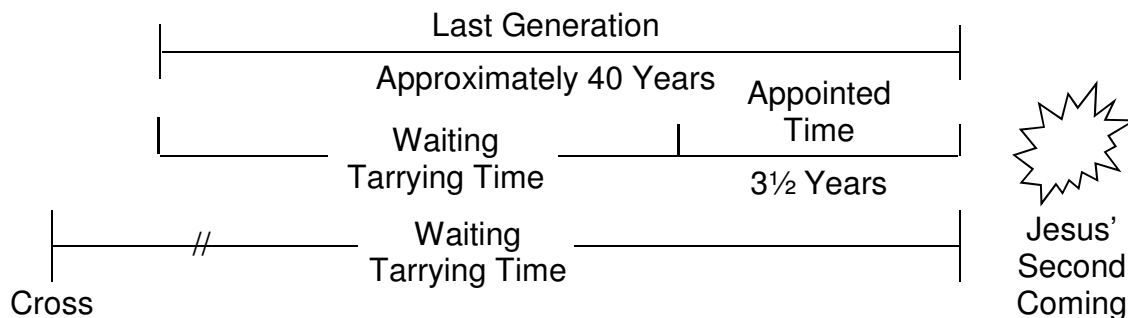 Last Generation
Approximately 40 Years
Appointed
Time
Waiting
Tarrying Time
3½ Years
Waiting
Tarrying Time
//
Cross
Jesus’
Second
Coming